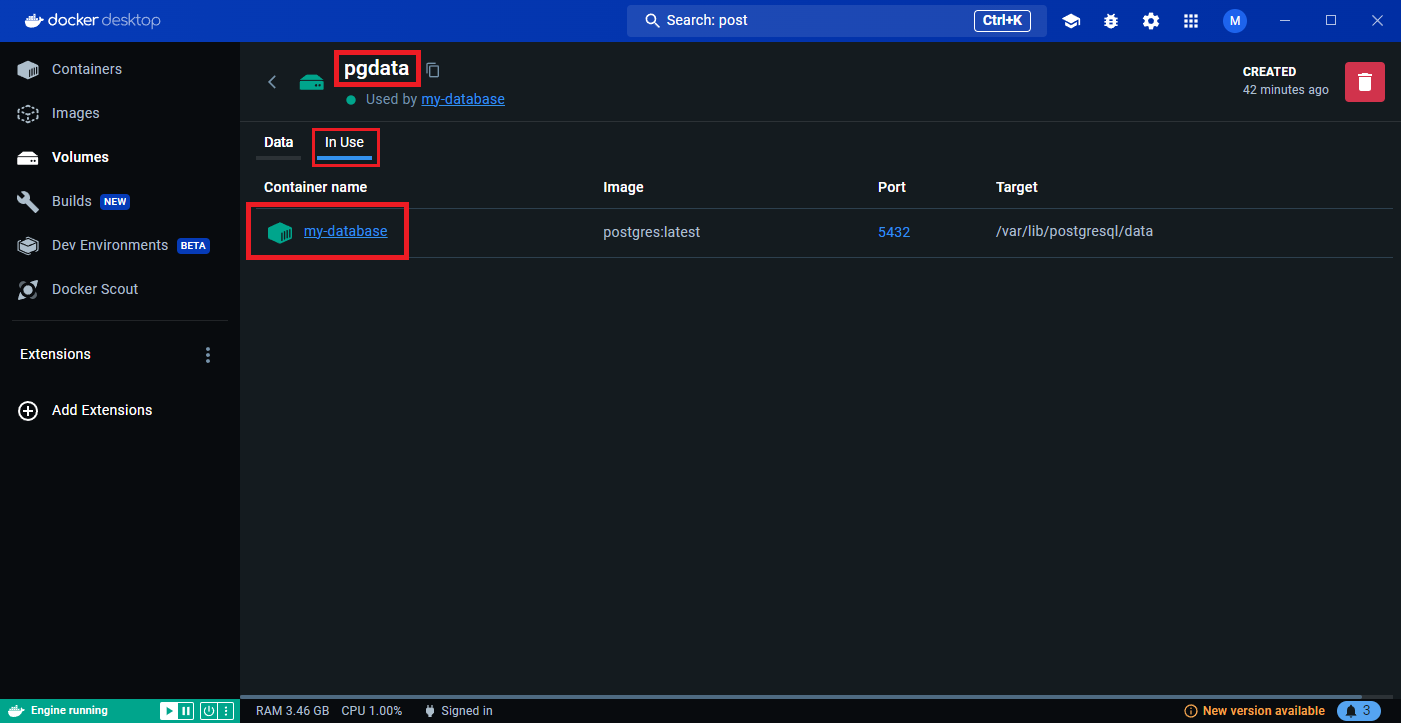 docker desktop
Search: post
Ctrl+K
M
Containers
Images
Volumes
Builds NEW
Dev Environments BETA
Docker Scout
Extensions
Add Extensions
pgdata
Used by my-database
CREATED
42 minutes ago
Data In Use
Container name Image Port Target
my-database postgres:latest 5432 /var/lib/postgresql/data
Engine running
RAM 3.46 GB CPU 1.00% Signed in
New version available 3